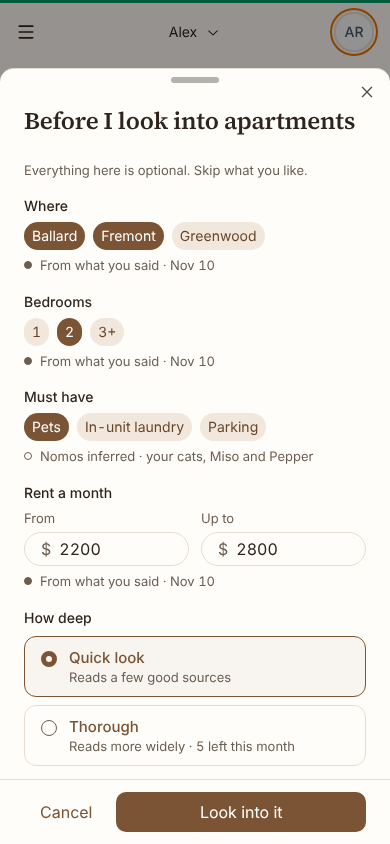 Alex
AR
Before I look into apartments
Everything here is optional. Skip what you like.
Where
Ballard Fremont Greenwood
From what you said · Nov 10
Bedrooms
1 2 3+
From what you said · Nov 10
Must have
Pets In-unit laundry Parking
Nomos inferred · your cats, Miso and Pepper
Rent a month
From Up to
$ 2200 $ 2800
From what you said · Nov 10
How deep
Quick look
Reads a few good sources
Thorough
Reads more widely · 5 left this month
Cancel Look into it